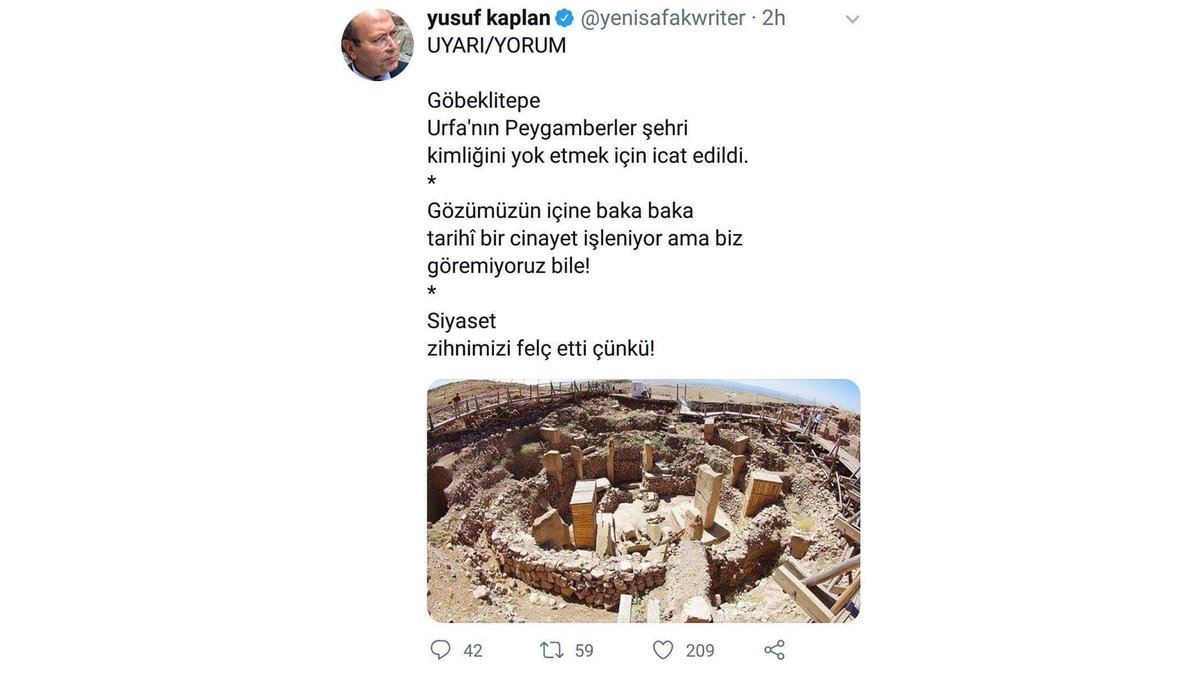 yusuf kaplan @yenisafakwriter · 2h
UYARI/YORUM
Göbeklitepe
Urfa'nın Peygamberler şehri
kimliğini yok etmek için icat edildi.
*
Gözümüzün içine baka baka
tarihî bir cinayet işleniyor ama biz
göremiyoruz bile!
*
Siyaset
zihnimizi felç etti çünkü!
42 59 209